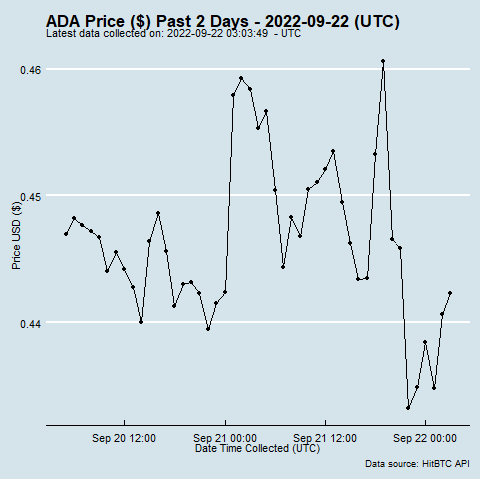 ADA Price ($) Past 2 Days - 2022-09-22 (UTC)
Latest data collected on: 2022-09-22 03:03:49 - UTC
0.46
0.45
0.44
Price USD ($)
Sep 20 12:00 Sep 21 00:00 Sep 21 12:00 Sep 22 00:00
Date Time Collected (UTC)
Data source: HitBTC API